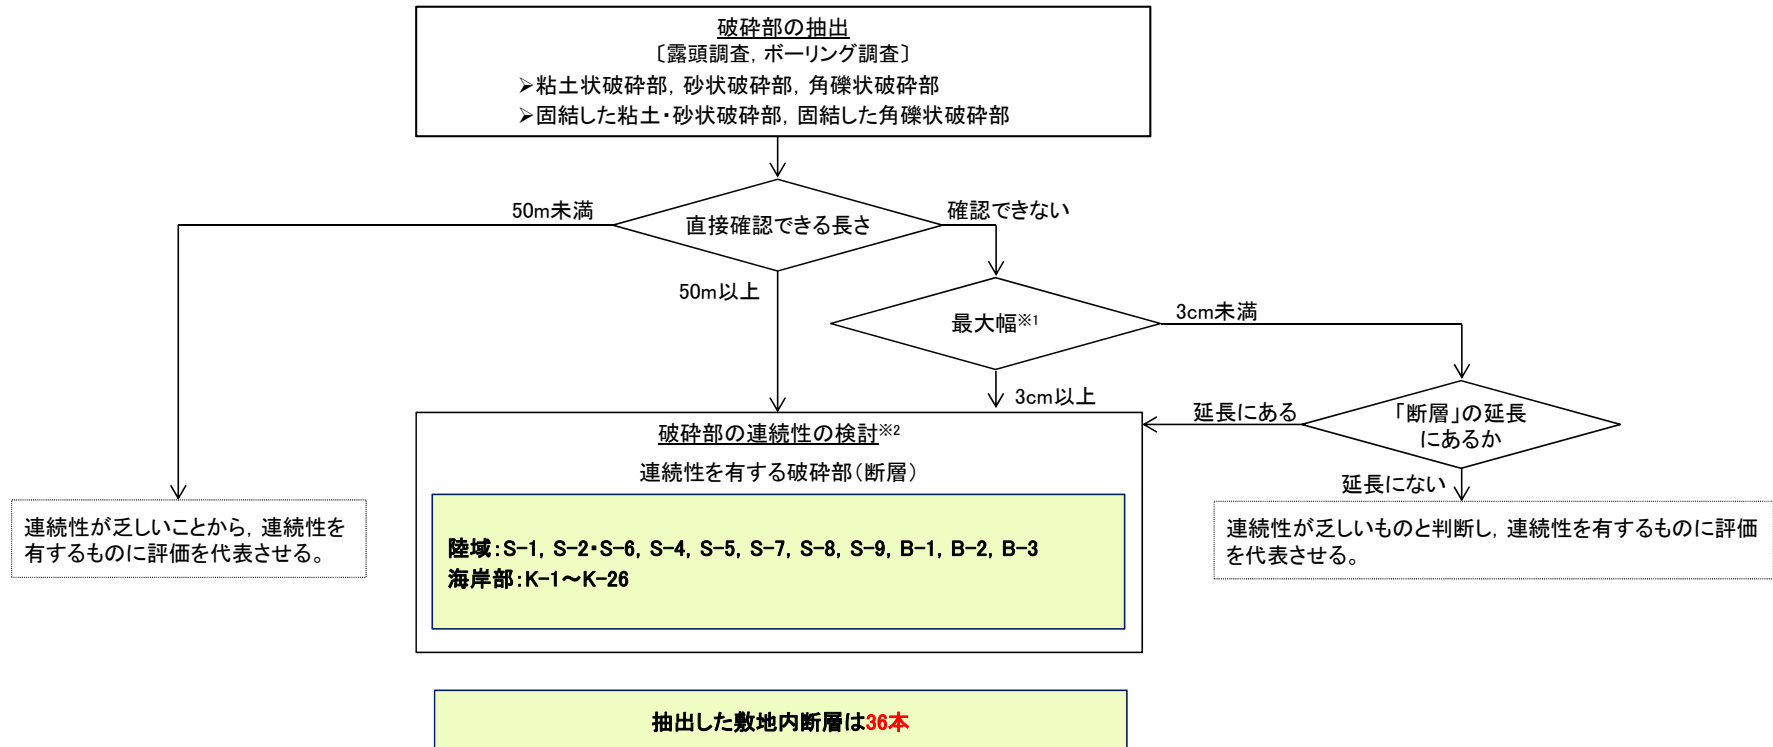 破砕部の抽出
〔露頭調査, ボーリング調査〕
➢粘土状破砕部, 砂状破砕部, 角礫状破砕部
➢固結した粘土・砂状破砕部, 固結した角礫状破砕部
50m未満
直接確認できる長さ
確認できない
50m以上
最大幅※1
3cm未満
3cm以上
延長にある
「断層」の延長
にあるか
延長にない
破砕部の連続性の検討※2
連続性を有する破砕部(断層)
陸域:S-1, S-2・S-6, S-4, S-5, S-7, S-8, S-9, B-1, B-2, B-3
海岸部:K-1～K-26
連続性が乏しいことから, 連続性を
有するものに評価を代表させる。
連続性が乏しいものと判断し, 連続性を有するものに評価
を代表させる。
抽出した敷地内断層は36本